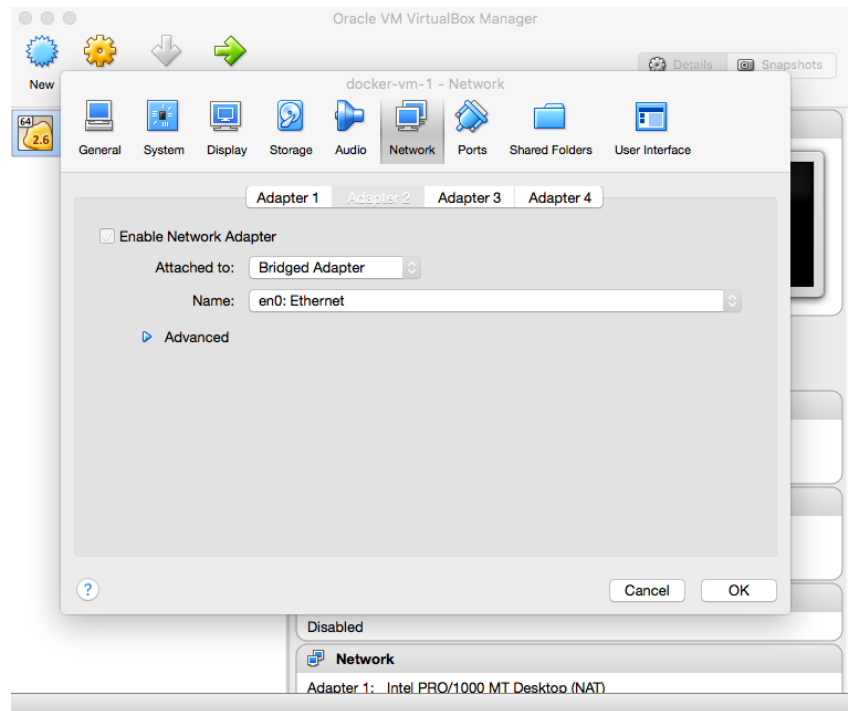 Oracle VM VirtualBox Manager
New
Details Snapshots
docker-vm-1 - Network
64
2.6
General System Display Storage Audio Network Ports Shared Folders User Interface
Adapter 1 Adapter 2 Adapter 3 Adapter 4
Enable Network Adapter
Attached to: Bridged Adapter
Name: en0: Ethernet
Advanced
? Cancel OK
Disabled
Network
Adapter 1: Intel PRO/1000 MT Desktop (NAT)